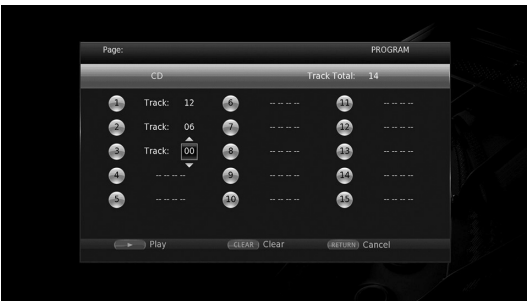 Page: PROGRAM
CD Track Total: 14
1 Track: 12 6 -- -- -- -- 11 -- -- -- --
2 Track: 06 7 -- -- -- -- 12 -- -- -- --
3 Track: 00 8 -- -- -- -- 13 -- -- -- --
4 -- -- -- -- 9 -- -- -- -- 14 -- -- -- --
5 -- -- -- -- 10 -- -- -- -- 15 -- -- -- --
Play CLEAR Clear RETURN Cancel